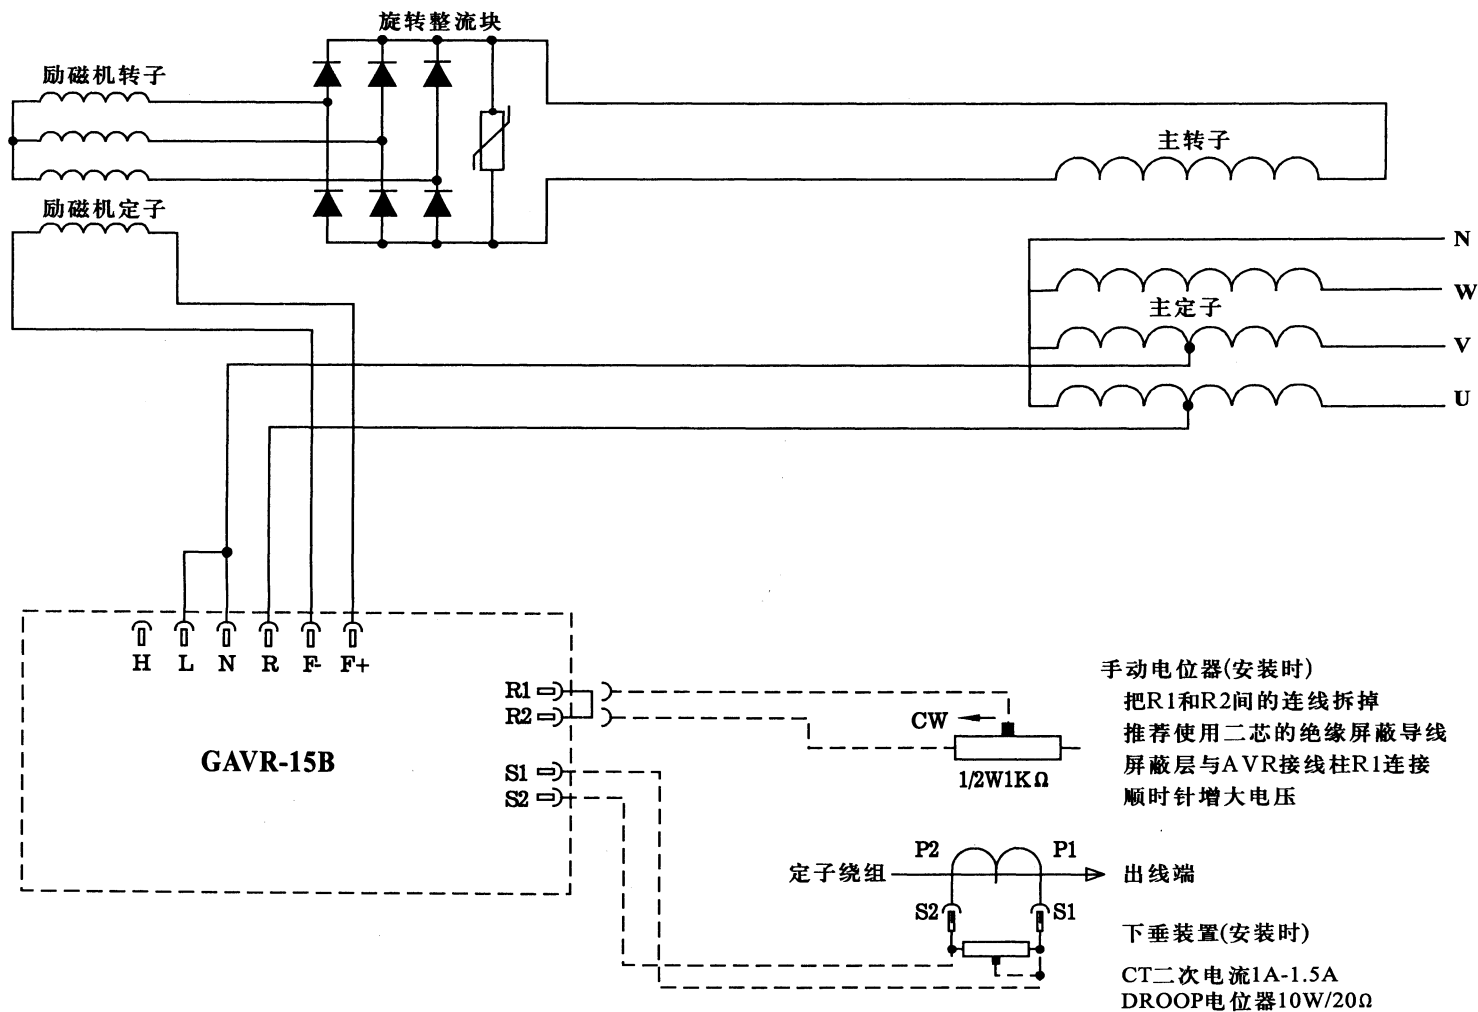 旋转整流块
励磁机转子
主转子
励磁机定子
N
W
主定子
V
U
H L N R F- F+
R1
R2
CW
1/2W1KΩ
GAVR-15B
S1
S2
手动电位器(安装时)
把R1和R2间的连线拆掉
推荐使用二芯的绝缘屏蔽导线
屏蔽层与AVR接线柱R1连接
顺时针增大电压
P2 P1
定子绕组
出线端
S2 S1
下垂装置(安装时)
CT二次电流1A-1.5A
DROOP电位器10W/20Ω